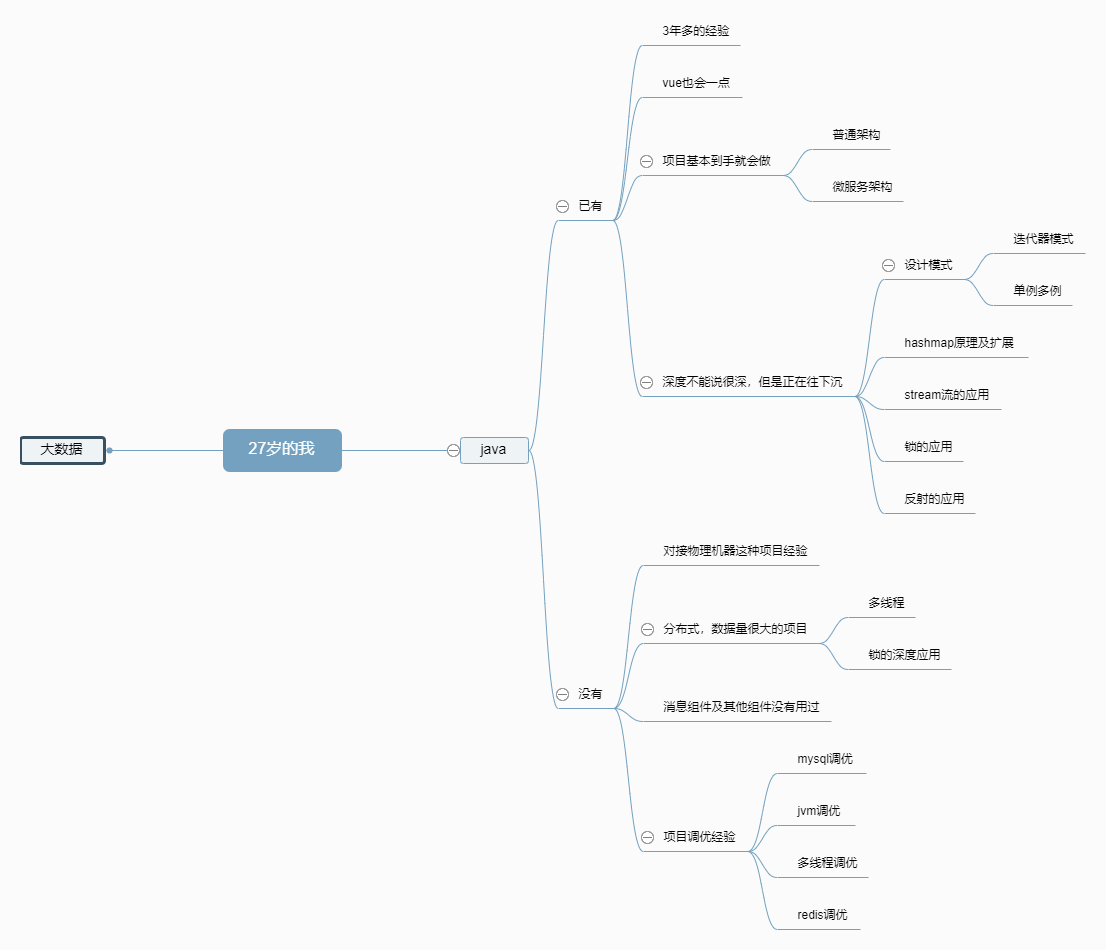 27岁的我
大数据
java
已有
3年多的经验
vue也会一点
项目基本到手就会做
普通架构
微服务架构
深度不能说很深，但是正在往下沉
设计模式
迭代器模式
单例多例
hashmap原理及扩展
stream流的应用
锁的应用
反射的应用
没有
对接物理机器这种项目经验
分布式，数据量很大的项目
多线程
锁的深度应用
消息组件及其他组件没有用过
项目调优经验
mysql调优
jvm调优
多线程调优
redis调优